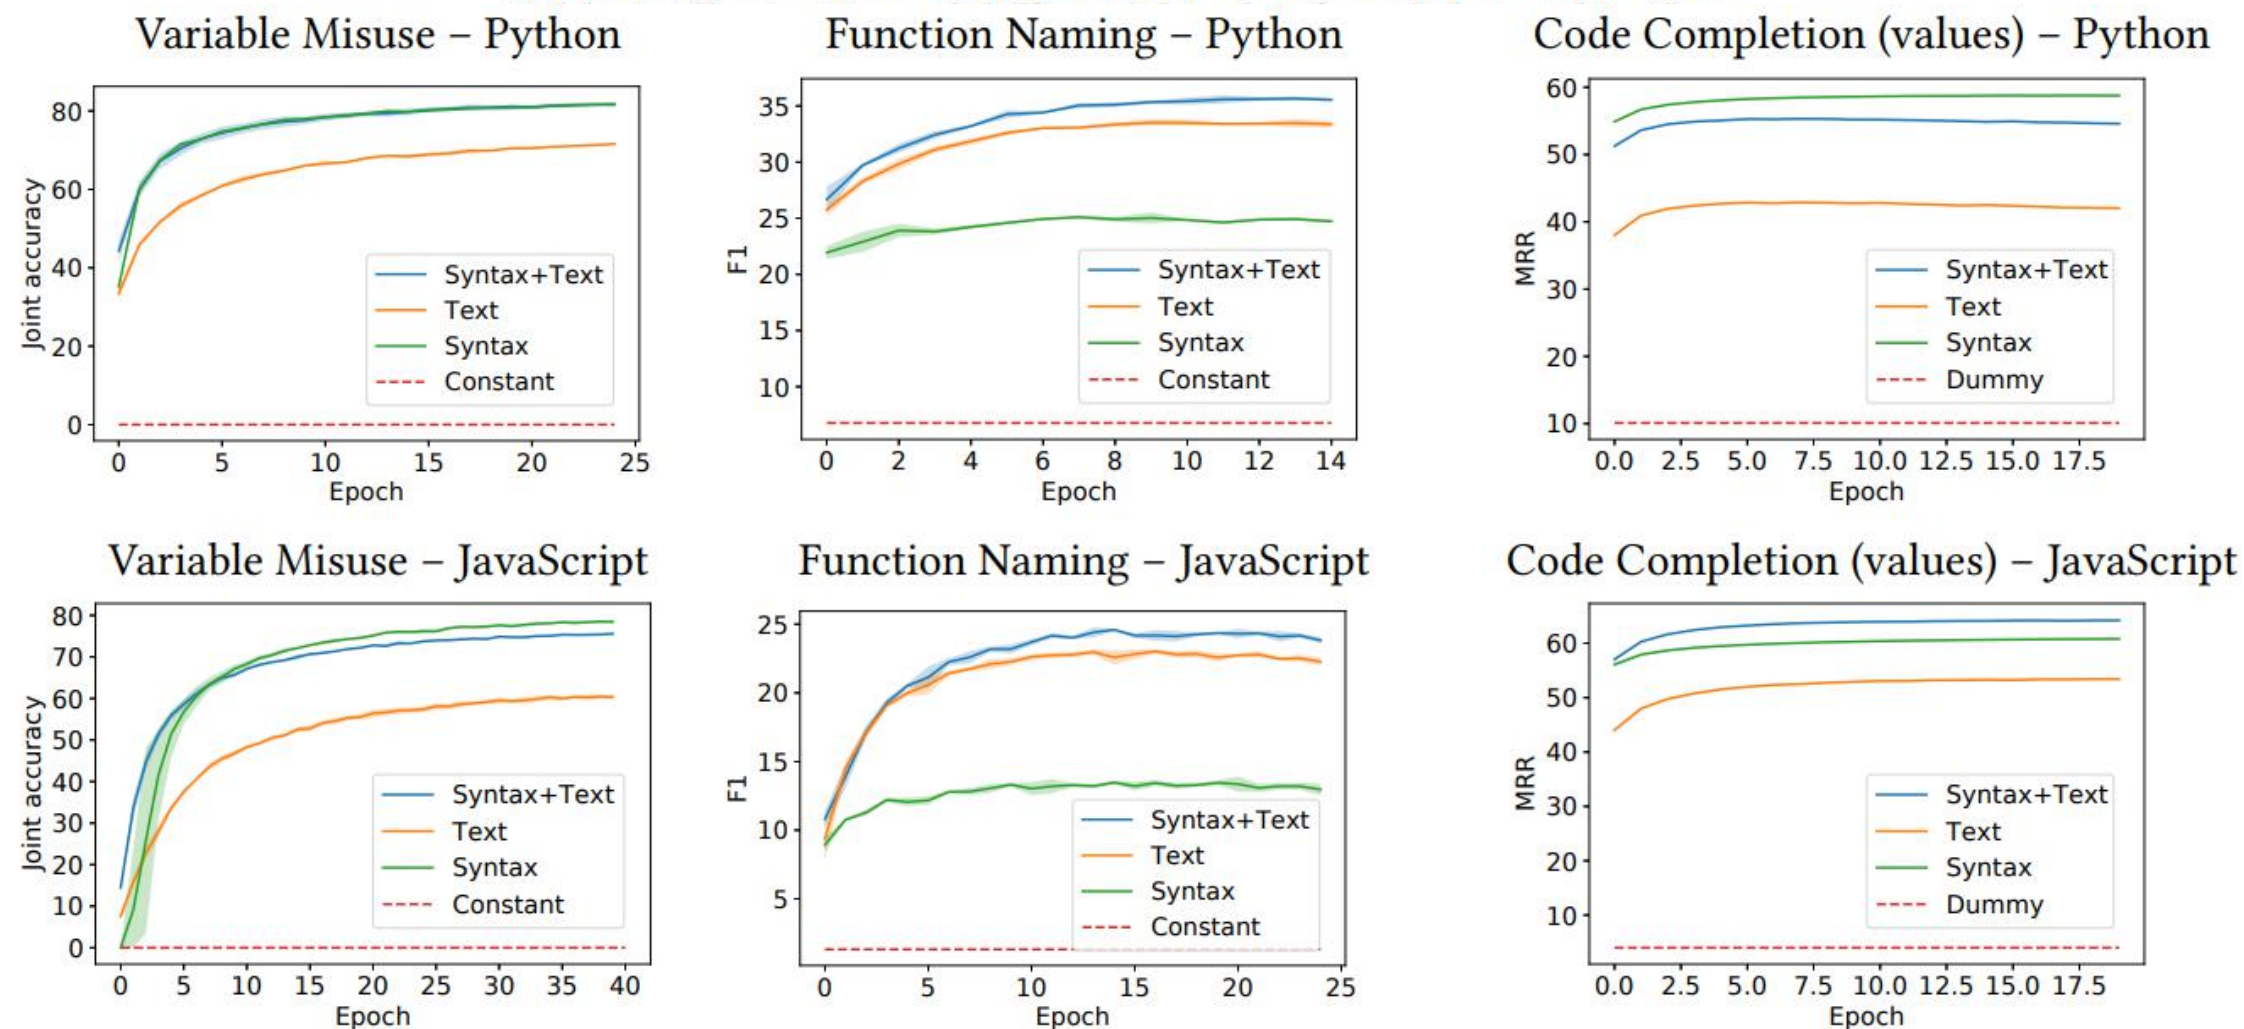 Variable Misuse – Python
Joint accuracy
80
60
40
20
0
Syntax+Text
Text
Syntax
Constant
0 5 10 15 20 25
Epoch
Function Naming – Python
F1
35
30
25
20
15
10
Syntax+Text
Text
Syntax
Constant
0 2 4 6 8 10 12 14
Epoch
Code Completion (values) – Python
MRR
60
50
40
30
20
10
Syntax+Text
Text
Syntax
Dummy
0.0 2.5 5.0 7.5 10.0 12.5 15.0 17.5
Epoch
Variable Misuse – JavaScript
Joint accuracy
80
70
60
50
40
30
20
10
0
Syntax+Text
Text
Syntax
Constant
0 5 10 15 20 25 30 35 40
Epoch
Function Naming – JavaScript
F1
25
20
15
10
5
Syntax+Text
Text
Syntax
Constant
0 5 10 15 20 25
Epoch
Code Completion (values) – JavaScript
MRR
60
50
40
30
20
10
Syntax+Text
Text
Syntax
Dummy
0.0 2.5 5.0 7.5 10.0 12.5 15.0 17.5
Epoch